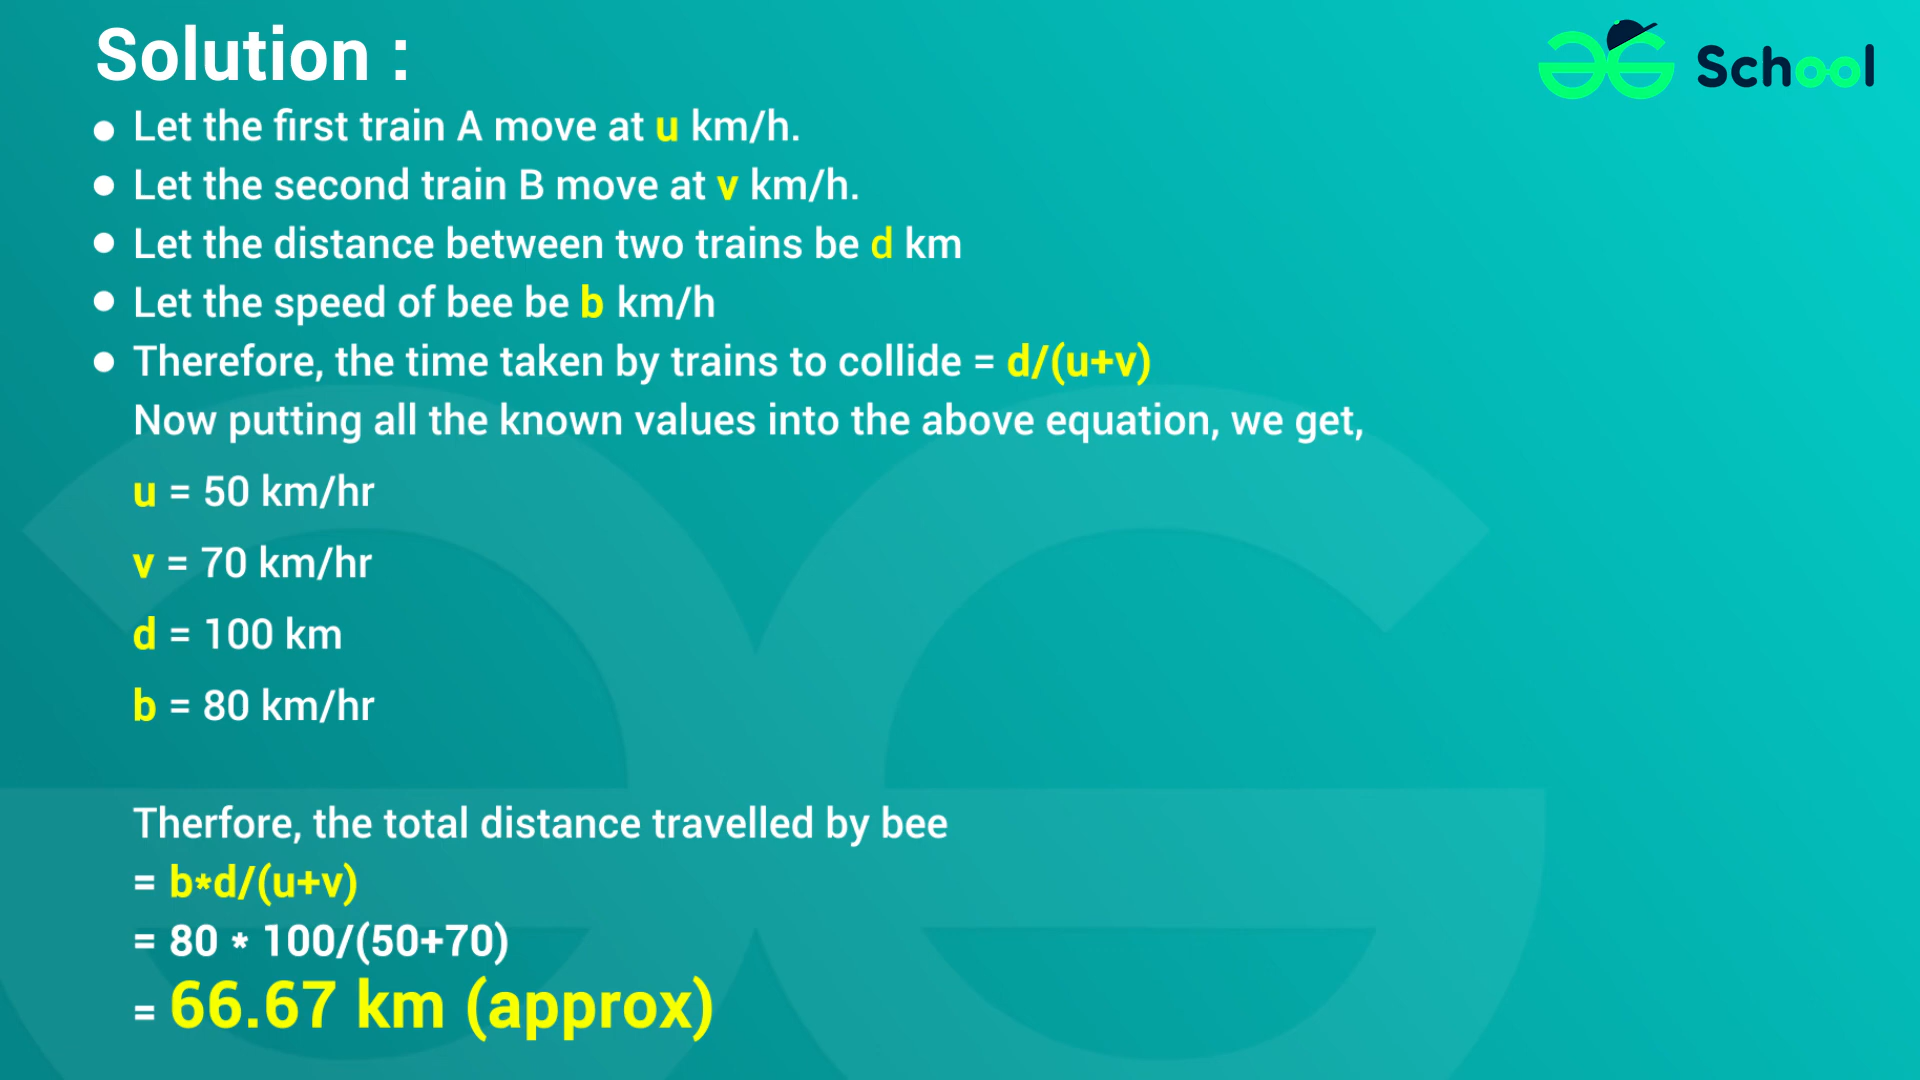 Solution :
School
● Let the first train A move at u km/h.
● Let the second train B move at v km/h.
● Let the distance between two trains be d km
● Let the speed of bee be b km/h
● Therefore, the time taken by trains to collide = d/(u+v)
Now putting all the known values into the above equation, we get,
u = 50 km/hr
v = 70 km/hr
d = 100 km
b = 80 km/hr
Therfore, the total distance travelled by bee
= b*d/(u+v)
= 80 * 100/(50+70)
= 66.67 km (approx)